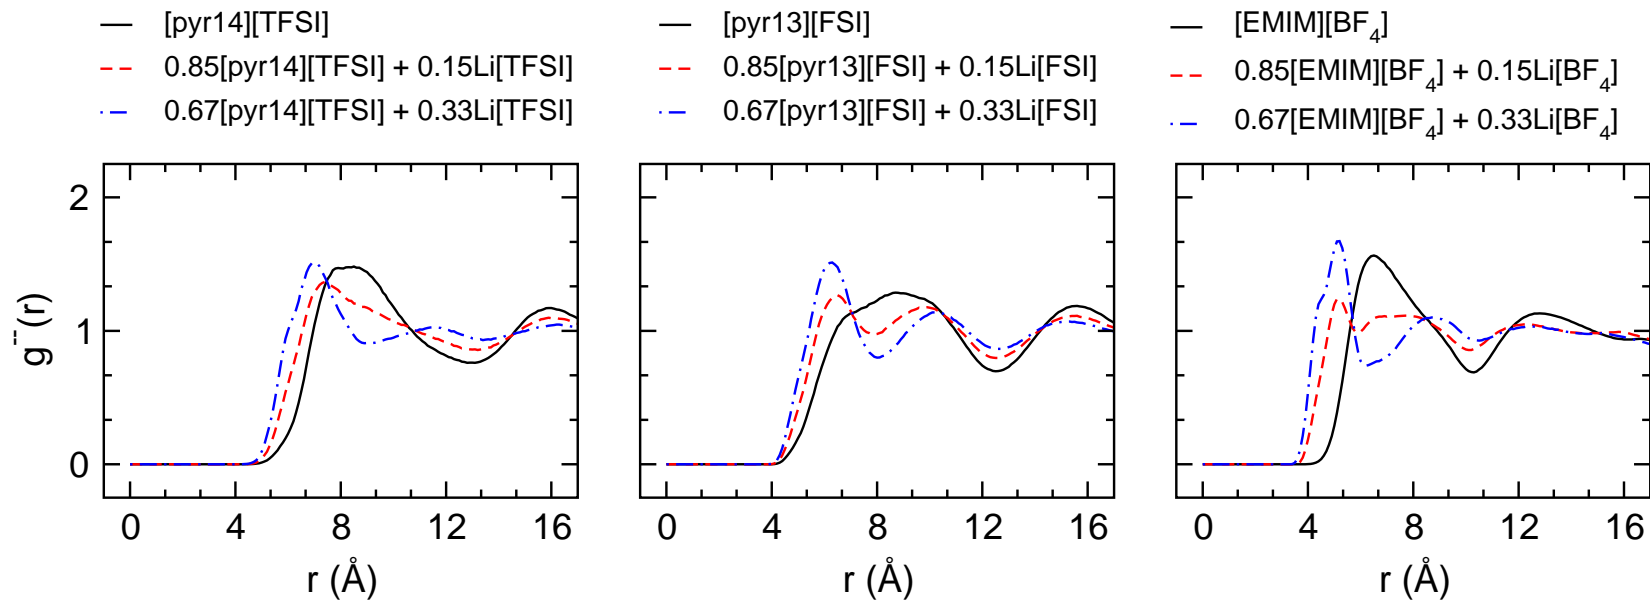 [pyr14][TFSI]
0.85[pyr14][TFSI] + 0.15Li[TFSI]
0.67[pyr14][TFSI] + 0.33Li[TFSI]
[pyr13][FSI]
0.85[pyr13][FSI] + 0.15Li[FSI]
0.67[pyr13][FSI] + 0.33Li[FSI]
[EMIM][BF4]
0.85[EMIM][BF4] + 0.15Li[BF4]
0.67[EMIM][BF4] + 0.33Li[BF4]
g--(r)
2
1
0
0 4 8 12 16
0 4 8 12 16
0 4 8 12 16
r (Å)
r (Å)
r (Å)